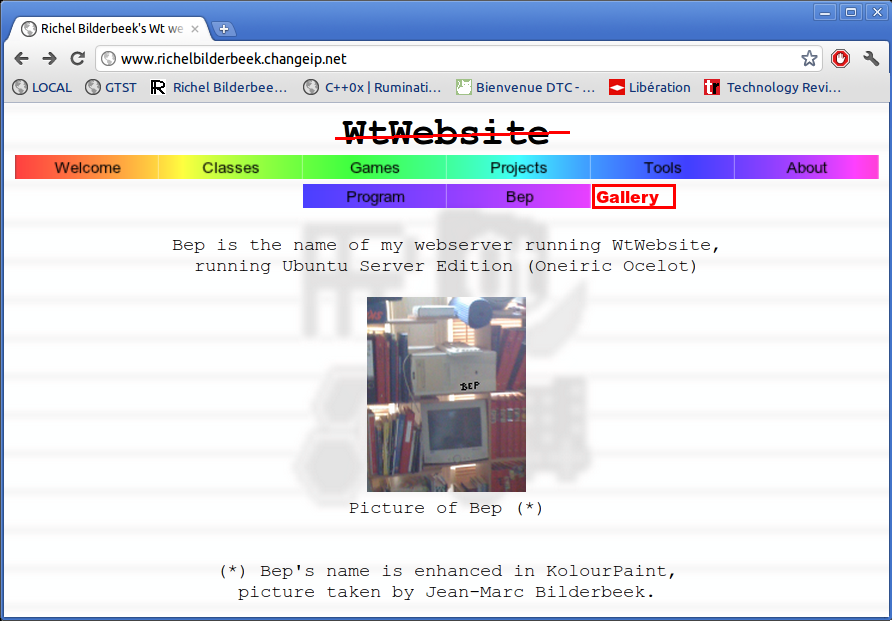 Richel Bilderbeek's Wt we
www.richelbilderbeek.changeip.net
LOCAL GTST Richel Bilderbee... C++0x | Ruminati... Bienvenue DTC - ... Libération Technology Revi...
WtWebsite
Welcome Classes Games Projects Tools About
Program Bep Gallery
Bep is the name of my webserver running WtWebsite,
running Ubuntu Server Edition (Oneiric Ocelot)
BEP
Picture of Bep (*)
(*) Bep's name is enhanced in KolourPaint,
picture taken by Jean-Marc Bilderbeek.